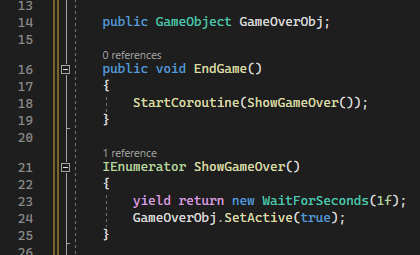 13
14 public GameObject GameOverObj;
15
0 references
16 public void EndGame()
17 {
18 StartCoroutine(ShowGameOver());
19 }
20
1 reference
21 IEnumerator ShowGameOver()
22 {
23 yield return new WaitForSeconds(1f);
24 GameOverObj.SetActive(true);
25 }
26